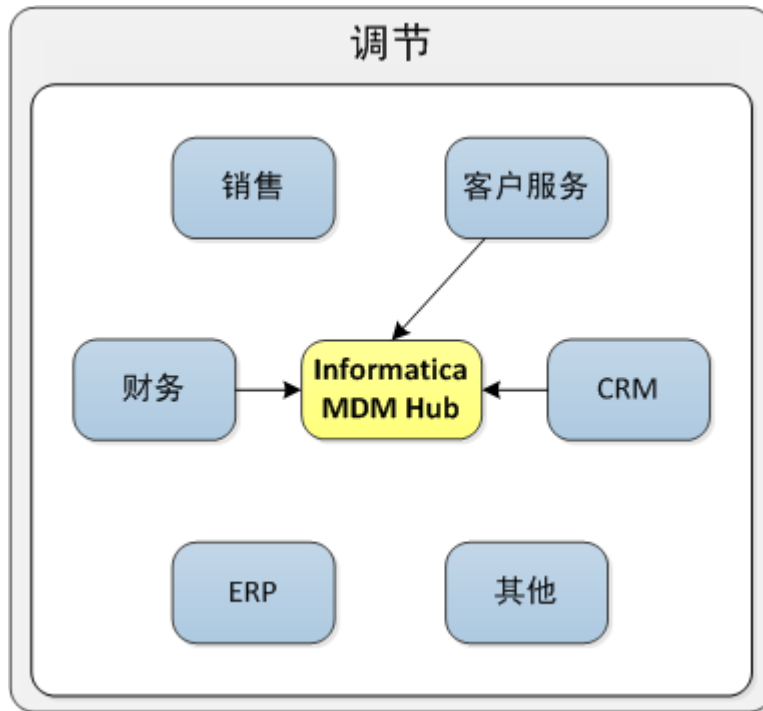 调节
销售
客户服务
财务
Informatica
MDM Hub
CRM
ERP
其他